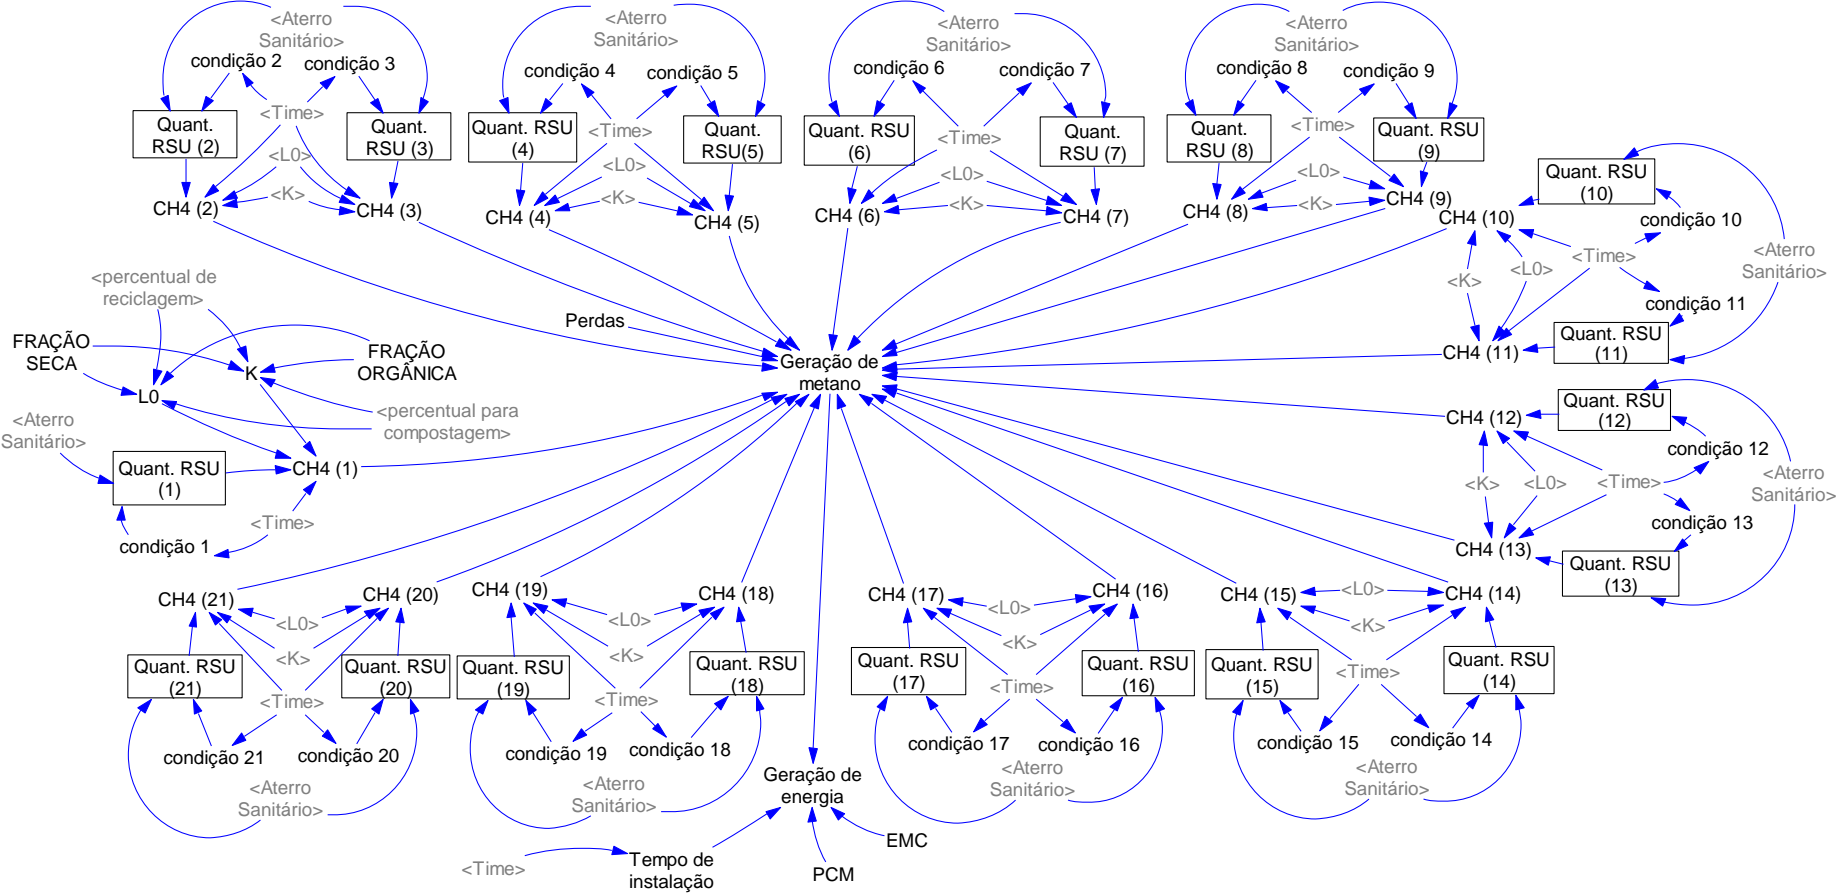 <Aterro
Sanitário>
condição 2
condição 3
Quant.
RSU (2)
<Time>
Quant.
RSU (3)
<L0>
<K>
CH4 (2)
CH4 (3)
<Aterro
Sanitário>
condição 4
condição 5
Quant. RSU
(4)
<Time>
Quant.
RSU(5)
<L0>
<K>
CH4 (4)
CH4 (5)
<Aterro
Sanitário>
condição 6
condição 7
Quant. RSU
(6)
<Time>
Quant.
RSU (7)
<L0>
<K>
CH4 (6)
CH4 (7)
<Aterro
Sanitário>
condição 8
condição 9
Quant.
RSU (8)
<Time>
Quant. RSU
(9)
<L0>
<K>
CH4 (8)
CH4 (9)
Quant. RSU
(10)
CH4 (10)
condição 10
<Time>
<L0>
<K>
<Aterro
Sanitário>
condição 11
Quant. RSU
(11)
CH4 (11)
<percentual de
reciclagem>
Perdas
FRAÇÃO
SECA
FRAÇÃO
ORGÂNICA
K
L0
<percentual para
compostagem>
<Aterro
Sanitário>
Quant. RSU
(1)
CH4 (1)
<Time>
condição 1
Geração de
metano
Quant. RSU
(12)
CH4 (12)
condição 12
<K>
<L0>
<Time>
<Aterro
Sanitário>
condição 13
CH4 (13)
Quant. RSU
(13)
CH4 (21)
CH4 (20)
<L0>
<K>
Quant. RSU
(21)
Quant. RSU
(20)
<Time>
condição 21
condição 20
<Aterro
Sanitário>
CH4 (19)
CH4 (18)
<L0>
<K>
Quant. RSU
(19)
Quant. RSU
(18)
<Time>
condição 19
condição 18
<Aterro
Sanitário>
CH4 (17)
CH4 (16)
<L0>
<K>
Quant. RSU
(17)
Quant. RSU
(16)
<Time>
condição 17
condição 16
<Aterro
Sanitário>
CH4 (15)
CH4 (14)
<L0>
<K>
Quant. RSU
(15)
Quant. RSU
(14)
<Time>
condição 15
condição 14
<Aterro
Sanitário>
Geração de
energia
EMC
PCM
<Time>
Tempo de
instalação